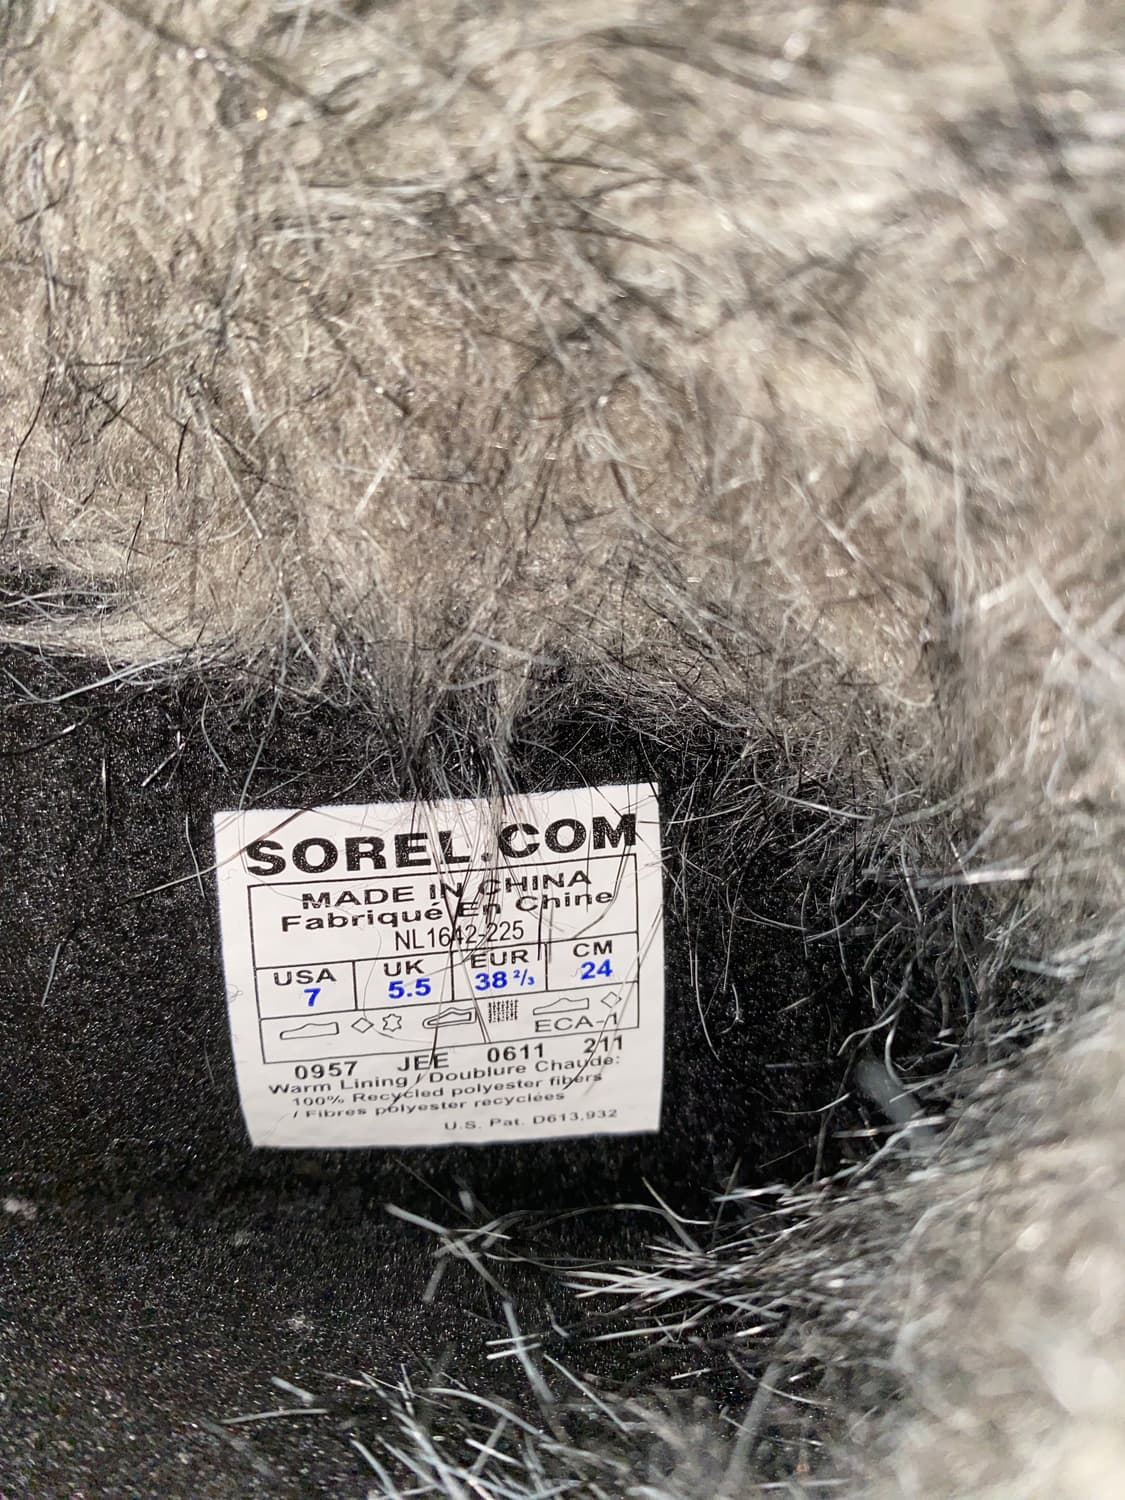 SOREL.COM
MADE IN CHINA
Fabriqué En Chine
NL1642-225
USA UK EUR CM
7 5.5 38 2/3 24
ECA-1
0957 JEE 0611 211
Warm Lining / Doublure Chaude:
100% Recycled polyester fibers
/ Fibres polyester recyclées
U.S. Pat. D613,932